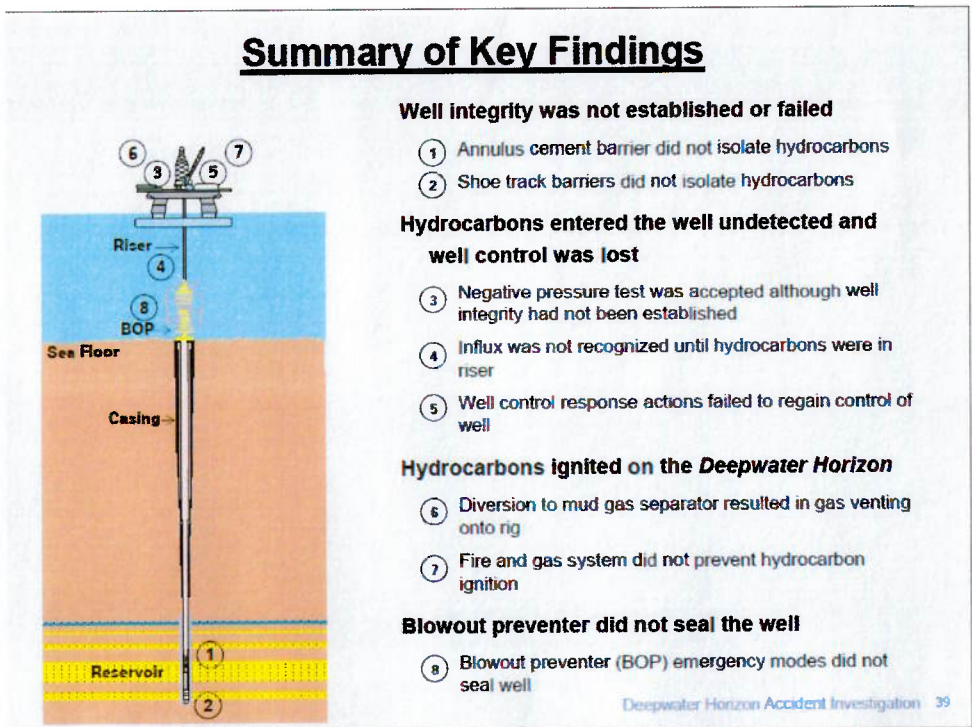 Summary of Key Findings
Well integrity was not established or failed
1 Annulus cement barrier did not isolate hydrocarbons
2 Shoe track barriers did not isolate hydrocarbons
Hydrocarbons entered the well undetected and
well control was lost
3 Negative pressure test was accepted although well
integrity had not been established
4 Influx was not recognized until hydrocarbons were in
riser
5 Well control response actions failed to regain control of
well
Hydrocarbons ignited on the Deepwater Horizon
6 Diversion to mud gas separator resulted in gas venting
onto rig
7 Fire and gas system did not prevent hydrocarbon
ignition
Blowout preventer did not seal the well
8 Blowout preventer (BOP) emergency modes did not
seal well
6
7
3
5
Riser
4
8
BOP
Sea Floor
Casing
1
Reservoir
2
Deepwater Horizon Accident Investigation 39